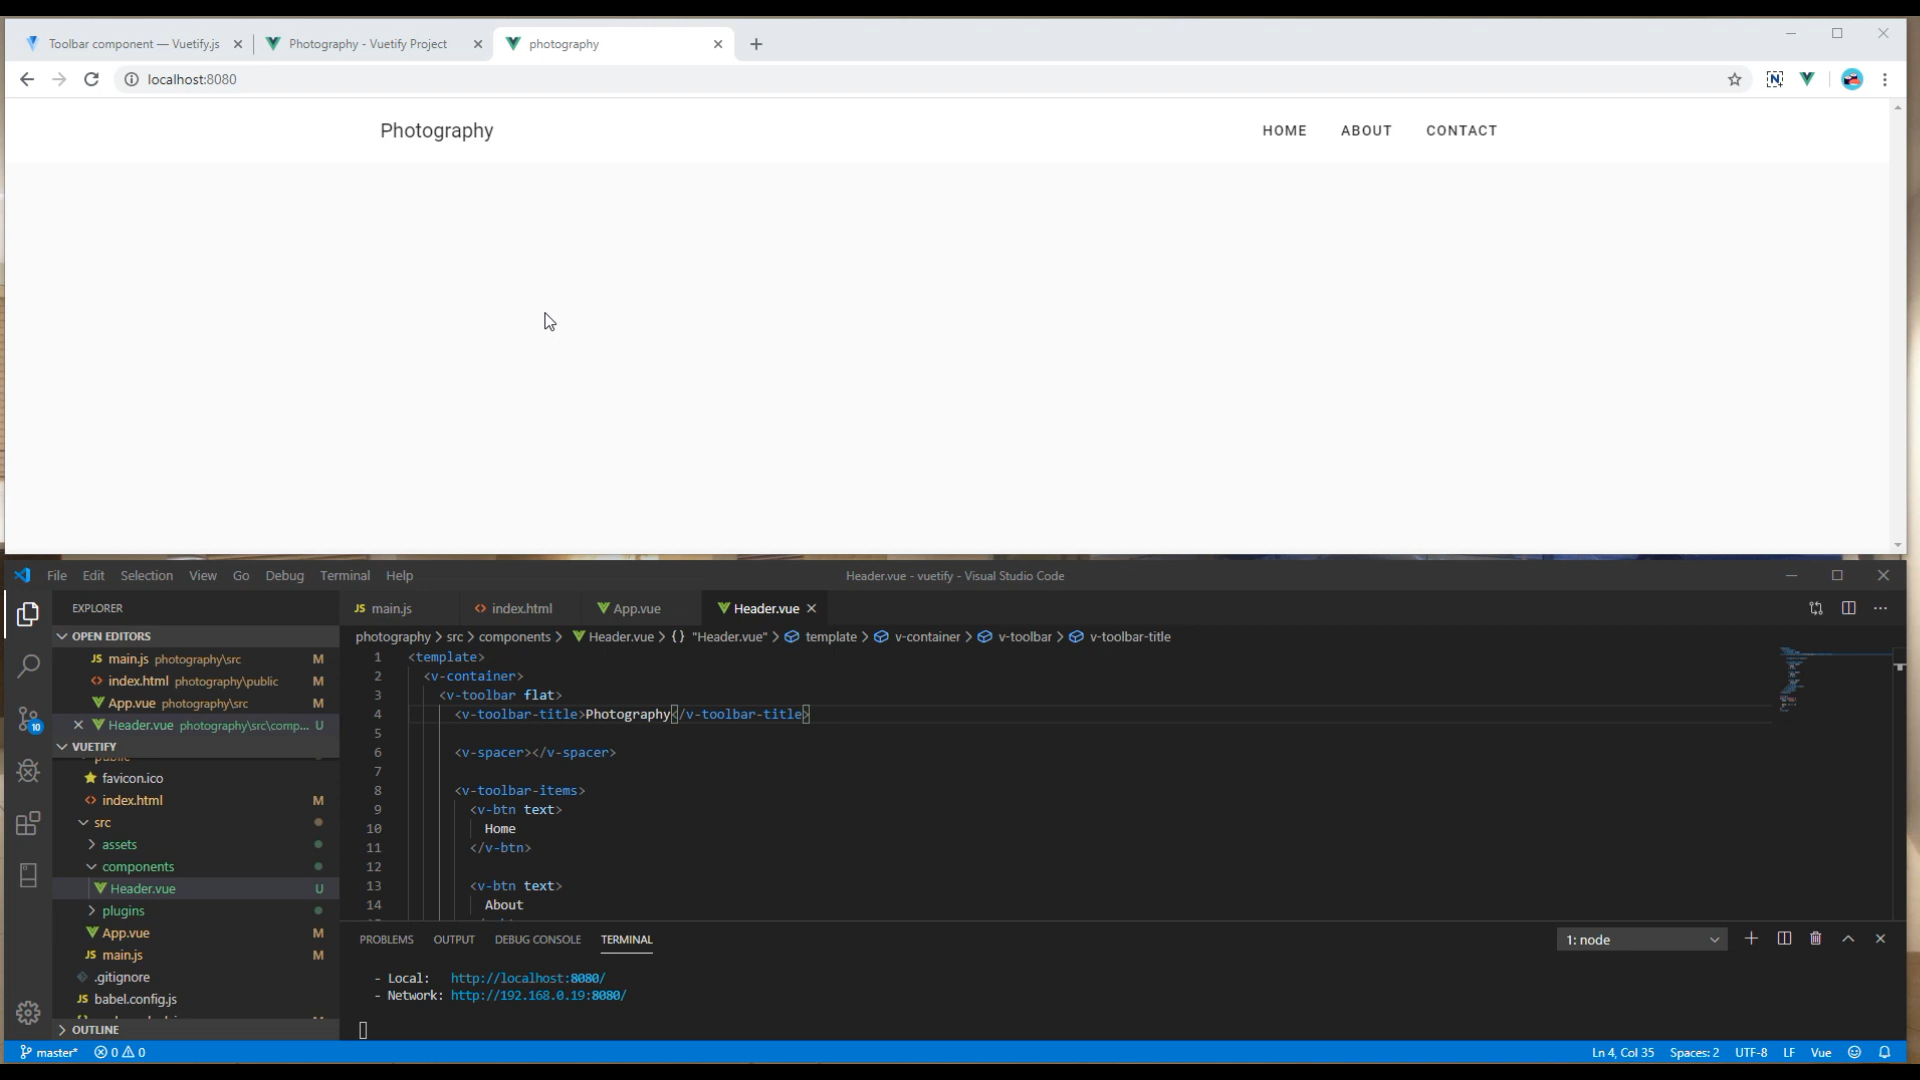 Toolbar component — Vuetify.js
Photography - Vuetify Project
photography
localhost:8080
Photography
HOME ABOUT CONTACT
File Edit Selection View Go Debug Terminal Help
Header.vue - vuetify - Visual Studio Code
EXPLORER
JS main.js
<> index.html
App.vue
Header.vue
OPEN EDITORS
JS main.js photography\src M
<> index.html photography\public M
App.vue photography\src M
Header.vue photography\src\comp... U
VUETIFY
public
favicon.ico
<> index.html M
src
assets
components
Header.vue U
plugins
App.vue M
JS main.js M
.gitignore
JS babel.config.js
OUTLINE
10
photography > src > components > Header.vue > {} "Header.vue" > template > v-container > v-toolbar > v-toolbar-title
1 <template>
2 <v-container>
3 <v-toolbar flat>
4 <v-toolbar-title>Photography</v-toolbar-title>
5
6 <v-spacer></v-spacer>
7
8 <v-toolbar-items>
9 <v-btn text>
10 Home
11 </v-btn>
12
13 <v-btn text>
14 About
PROBLEMS OUTPUT DEBUG CONSOLE TERMINAL
1: node
- Local: http://localhost:8080/
- Network: http://192.168.0.19:8080/
master* 0 0
Ln 4, Col 35 Spaces: 2 UTF-8 LF Vue